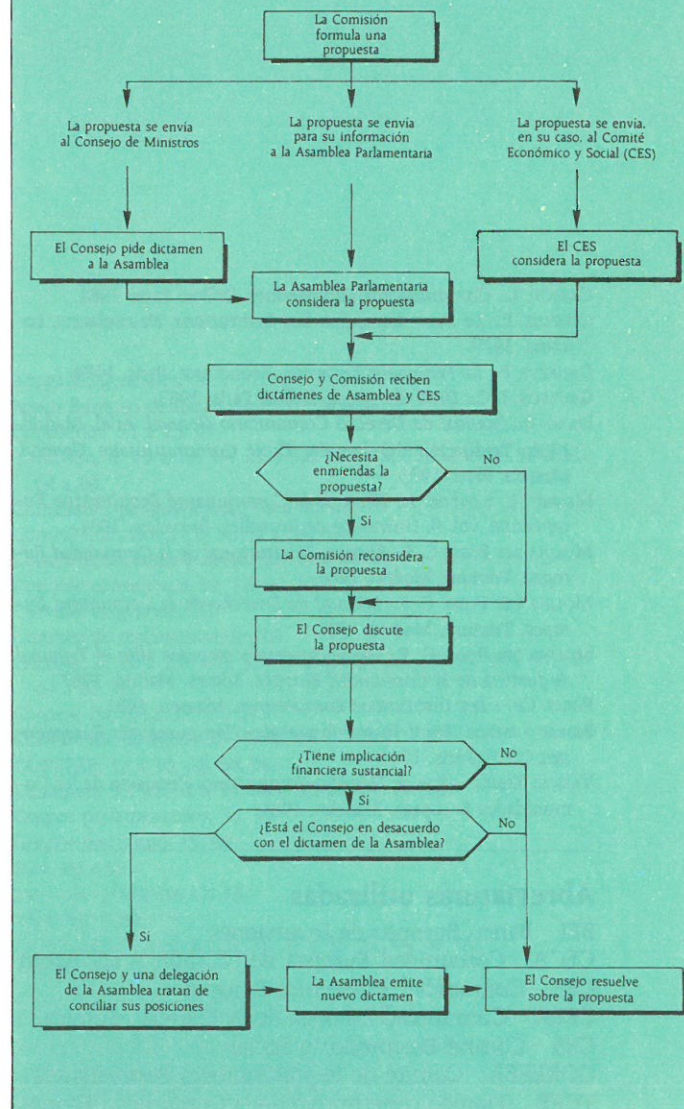 La Comisión
formula una
propuesta
La propuesta se envía
al Consejo de Ministros
La propuesta se envía
para su información
a la Asamblea Parlamentaria
La propuesta se envía.
en su caso. al Comité
Económico y Social (CES)
El Consejo pide dictamen
a la Asamblea
El CES
considera la propuesta
La Asamblea Parlamentaria
considera la propuesta
Consejo y Comisión reciben
dictámenes de Asamblea y CES
¿Necesita
enmiendas la
propuesta?
No
Sí
La Comisión reconsidera
la propuesta
El Consejo discute
la propuesta
¿Tiene implicación
financiera sustancial?
No
Sí
¿Está el Consejo en desacuerdo
con el dictamen de la Asamblea?
No
Sí
El Consejo y una delegación
de la Asamblea tratan de
conciliar sus posiciones
La Asamblea emite
nuevo dictamen
El Consejo resuelve
sobre la propuesta